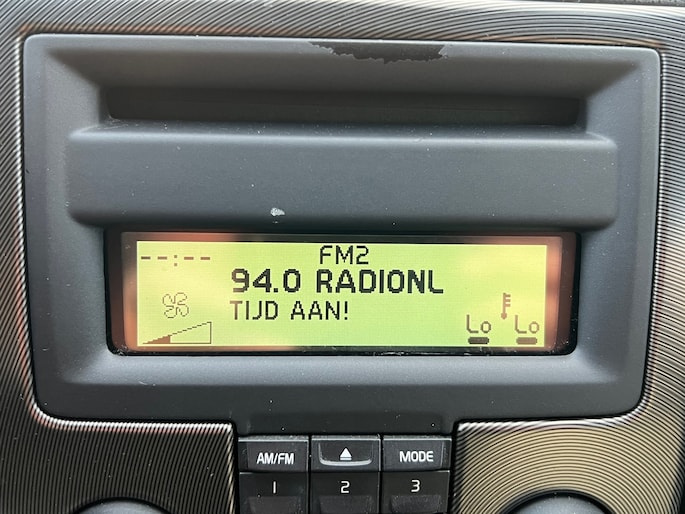 FM2
--:--
94.0 RADIONL
TIJD AAN!
Lo Lo
AM/FM MODE
1 2 3